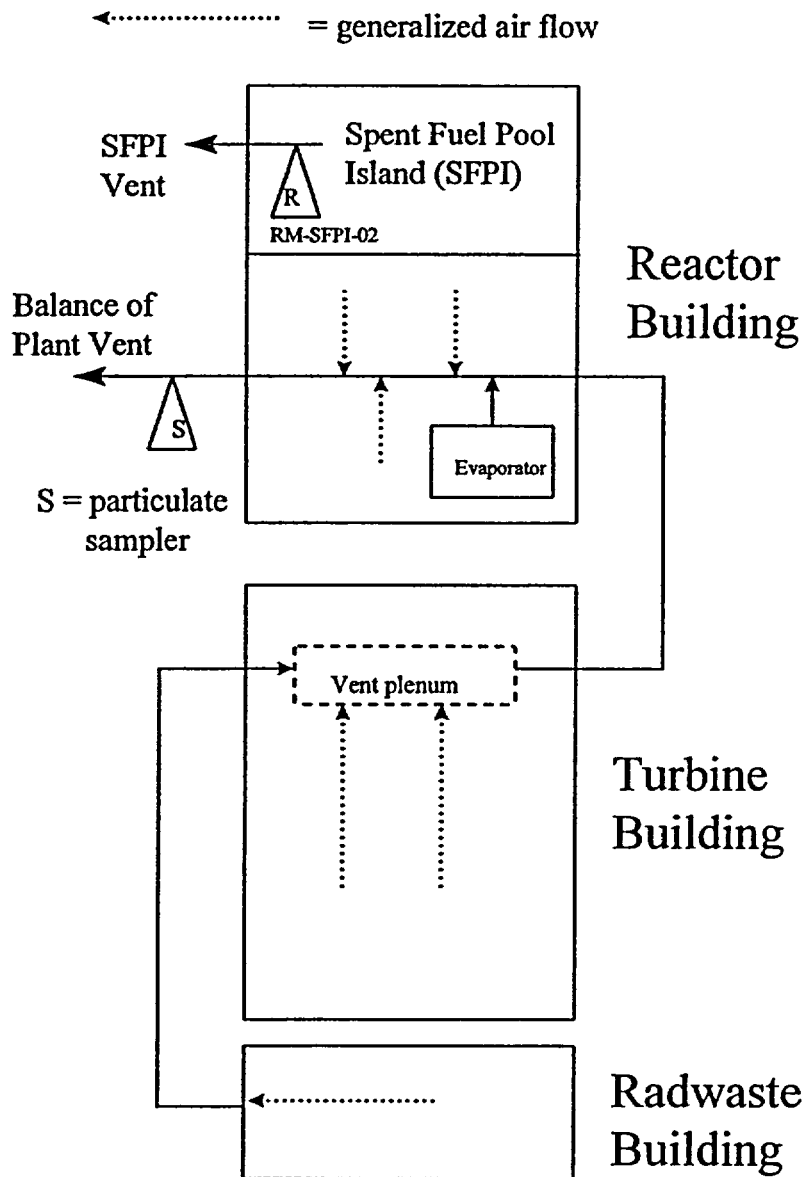 = generalized air flow
SFPI
Vent
Spent Fuel Pool
Island (SFPI)
R
RM-SFPI-02
Reactor
Building
Balance of
Plant Vent
S
Evaporator
S = particulate
sampler
Vent plenum
Turbine
Building
Radwaste
Building